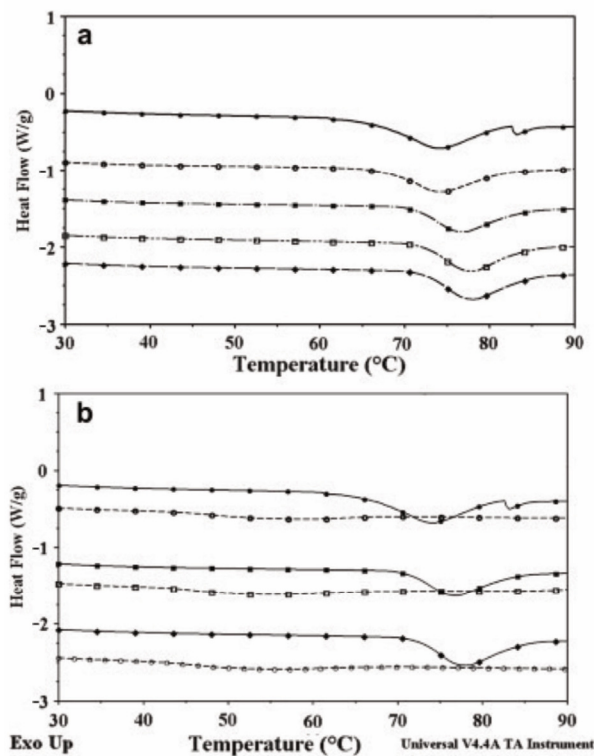 a
1
0
−1
−2
−3
Heat Flow (W/g)
30 40 50 60 70 80 90
Temperature (°C)
b
1
0
−1
−2
−3
Heat Flow (W/g)
30 40 50 60 70 80 90
Exo Up Temperature (°C) Universal V4.4A TA Instrument